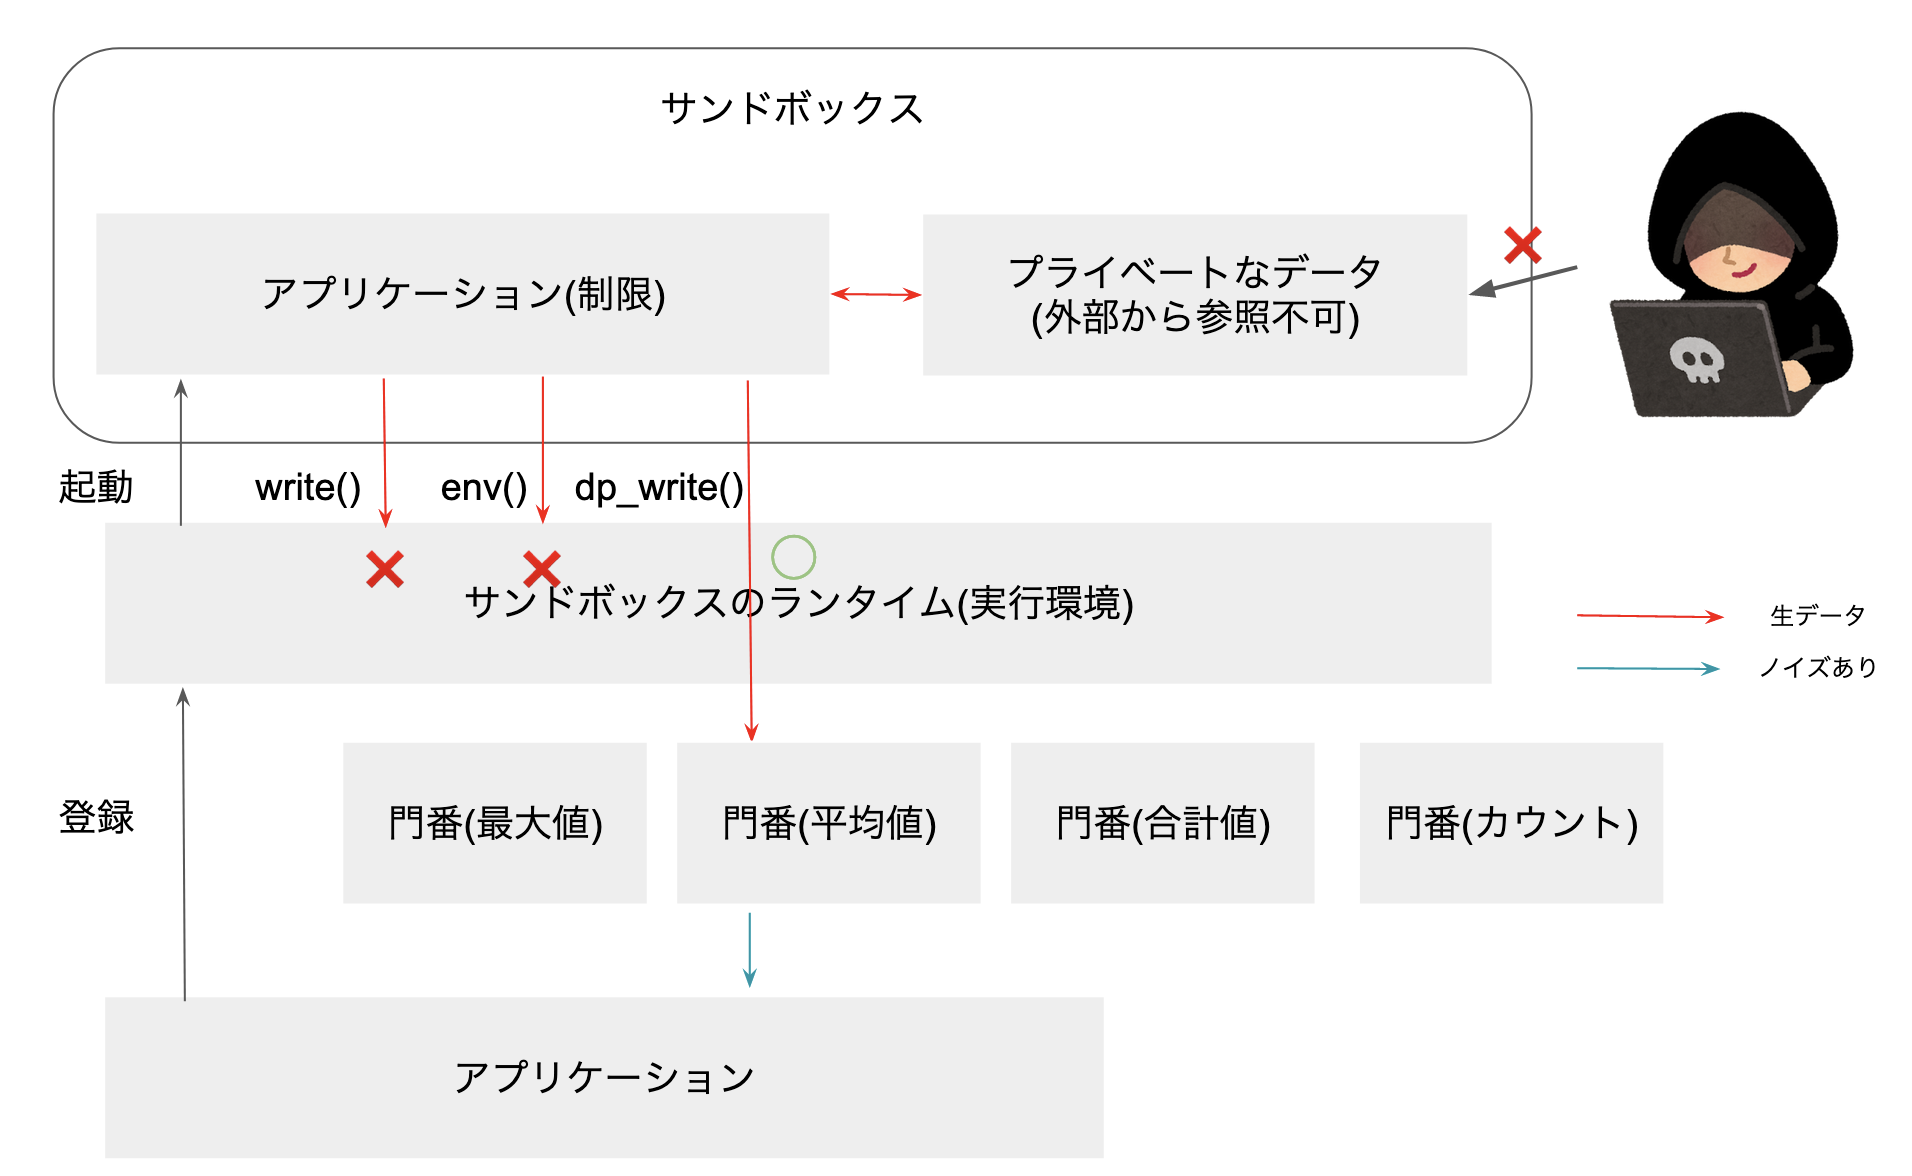 サンドボックス
アプリケーション(制限)
プライベートなデータ
(外部から参照不可)
起動
write()
env()
dp_write()
サンドボックスのランタイム(実行環境)
生データ
ノイズあり
登録
門番(最大値)
門番(平均値)
門番(合計値)
門番(カウント)
アプリケーション